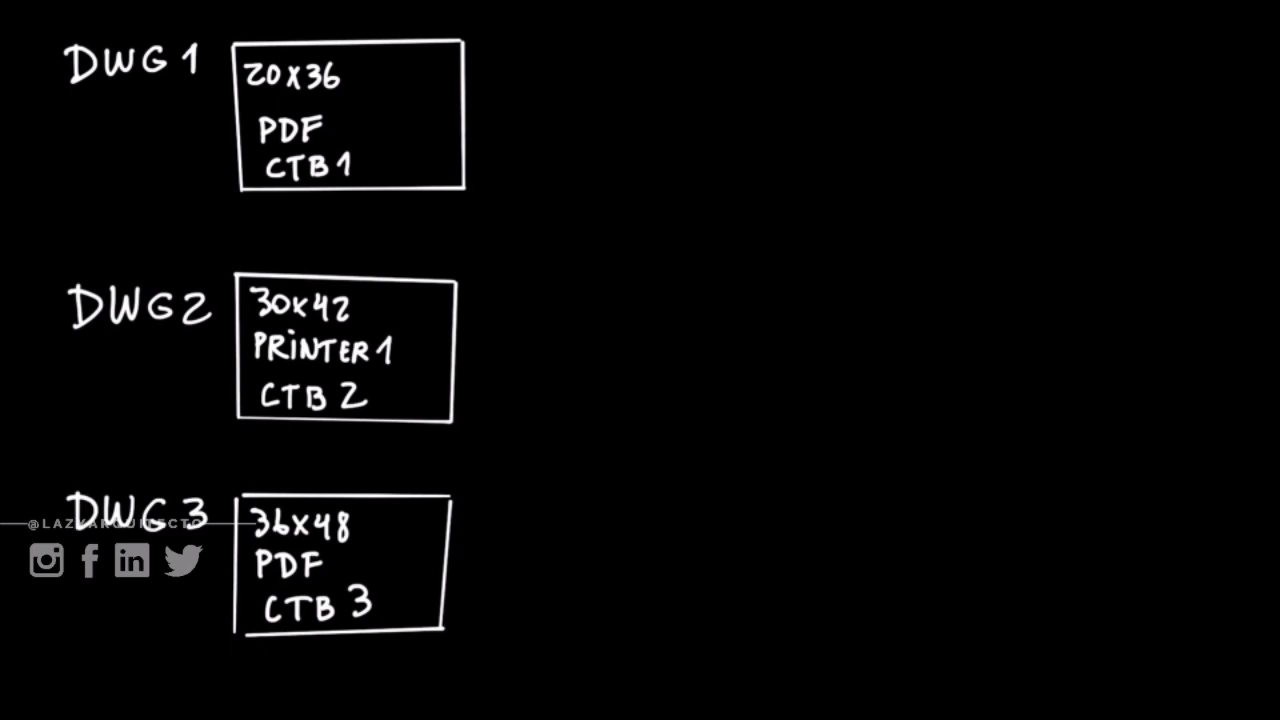 DWG 1
20x36
PDF
CTB 1
DWG 2
30x42
PRiNTER 1
CTB 2
DWG 3
@LAZYARQUITECTO
36x48
PDF
CTB 3